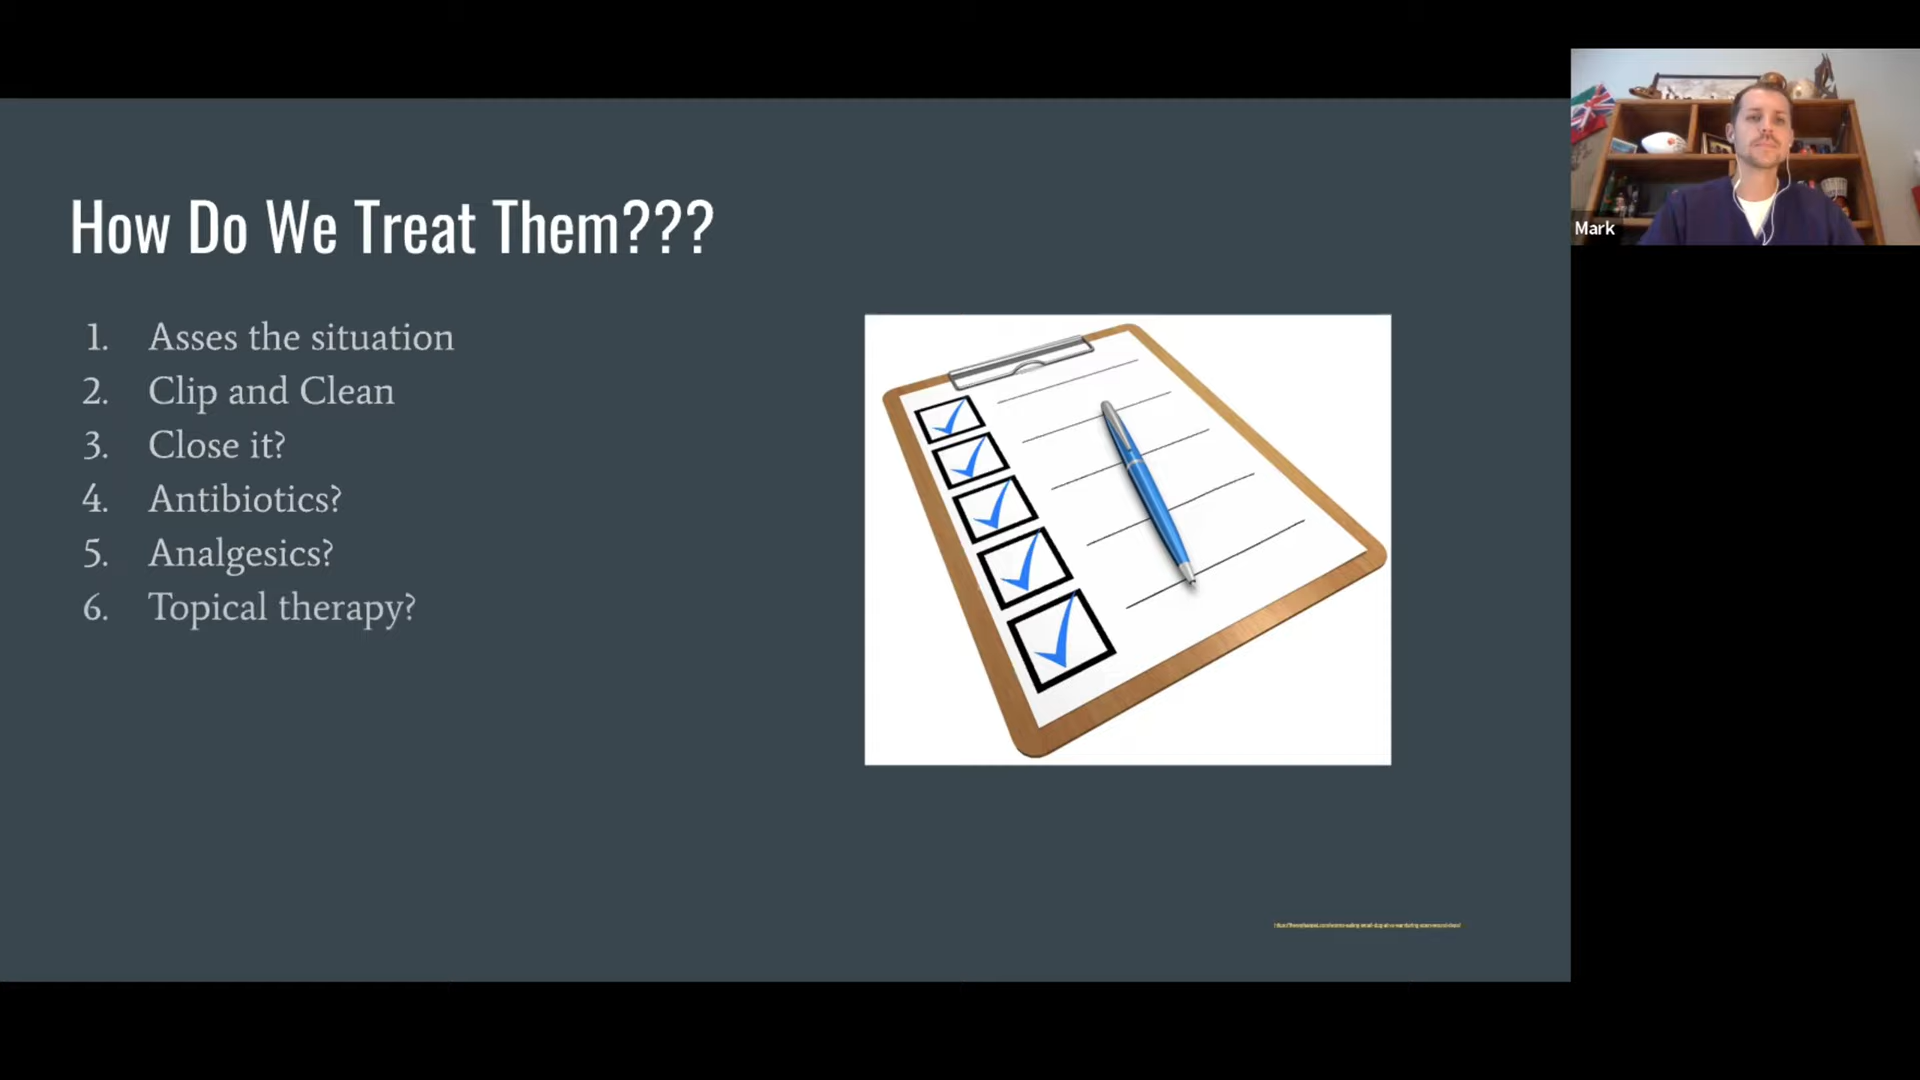 How Do We Treat Them???
1. Asses the situation
2. Clip and Clean
3. Close it?
4. Antibiotics?
5. Analgesics?
6. Topical therapy?
Mark